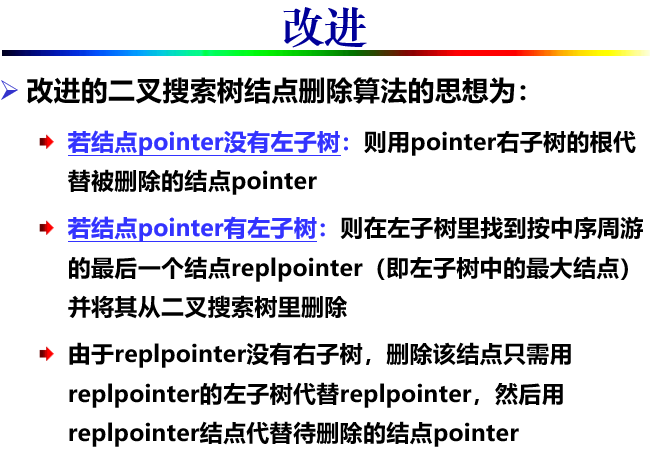 改进
改进的二叉搜索树结点删除算法的思想为：
若结点pointer没有左子树：则用pointer右子树的根代
替被删除的结点pointer
若结点pointer有左子树：则在左子树里找到按中序周游
的最后一个结点replpointer（即左子树中的最大结点）
并将其从二叉搜索树里删除
由于replpointer没有右子树，删除该结点只需用
replpointer的左子树代替replpointer，然后用
replpointer结点代替待删除的结点pointer